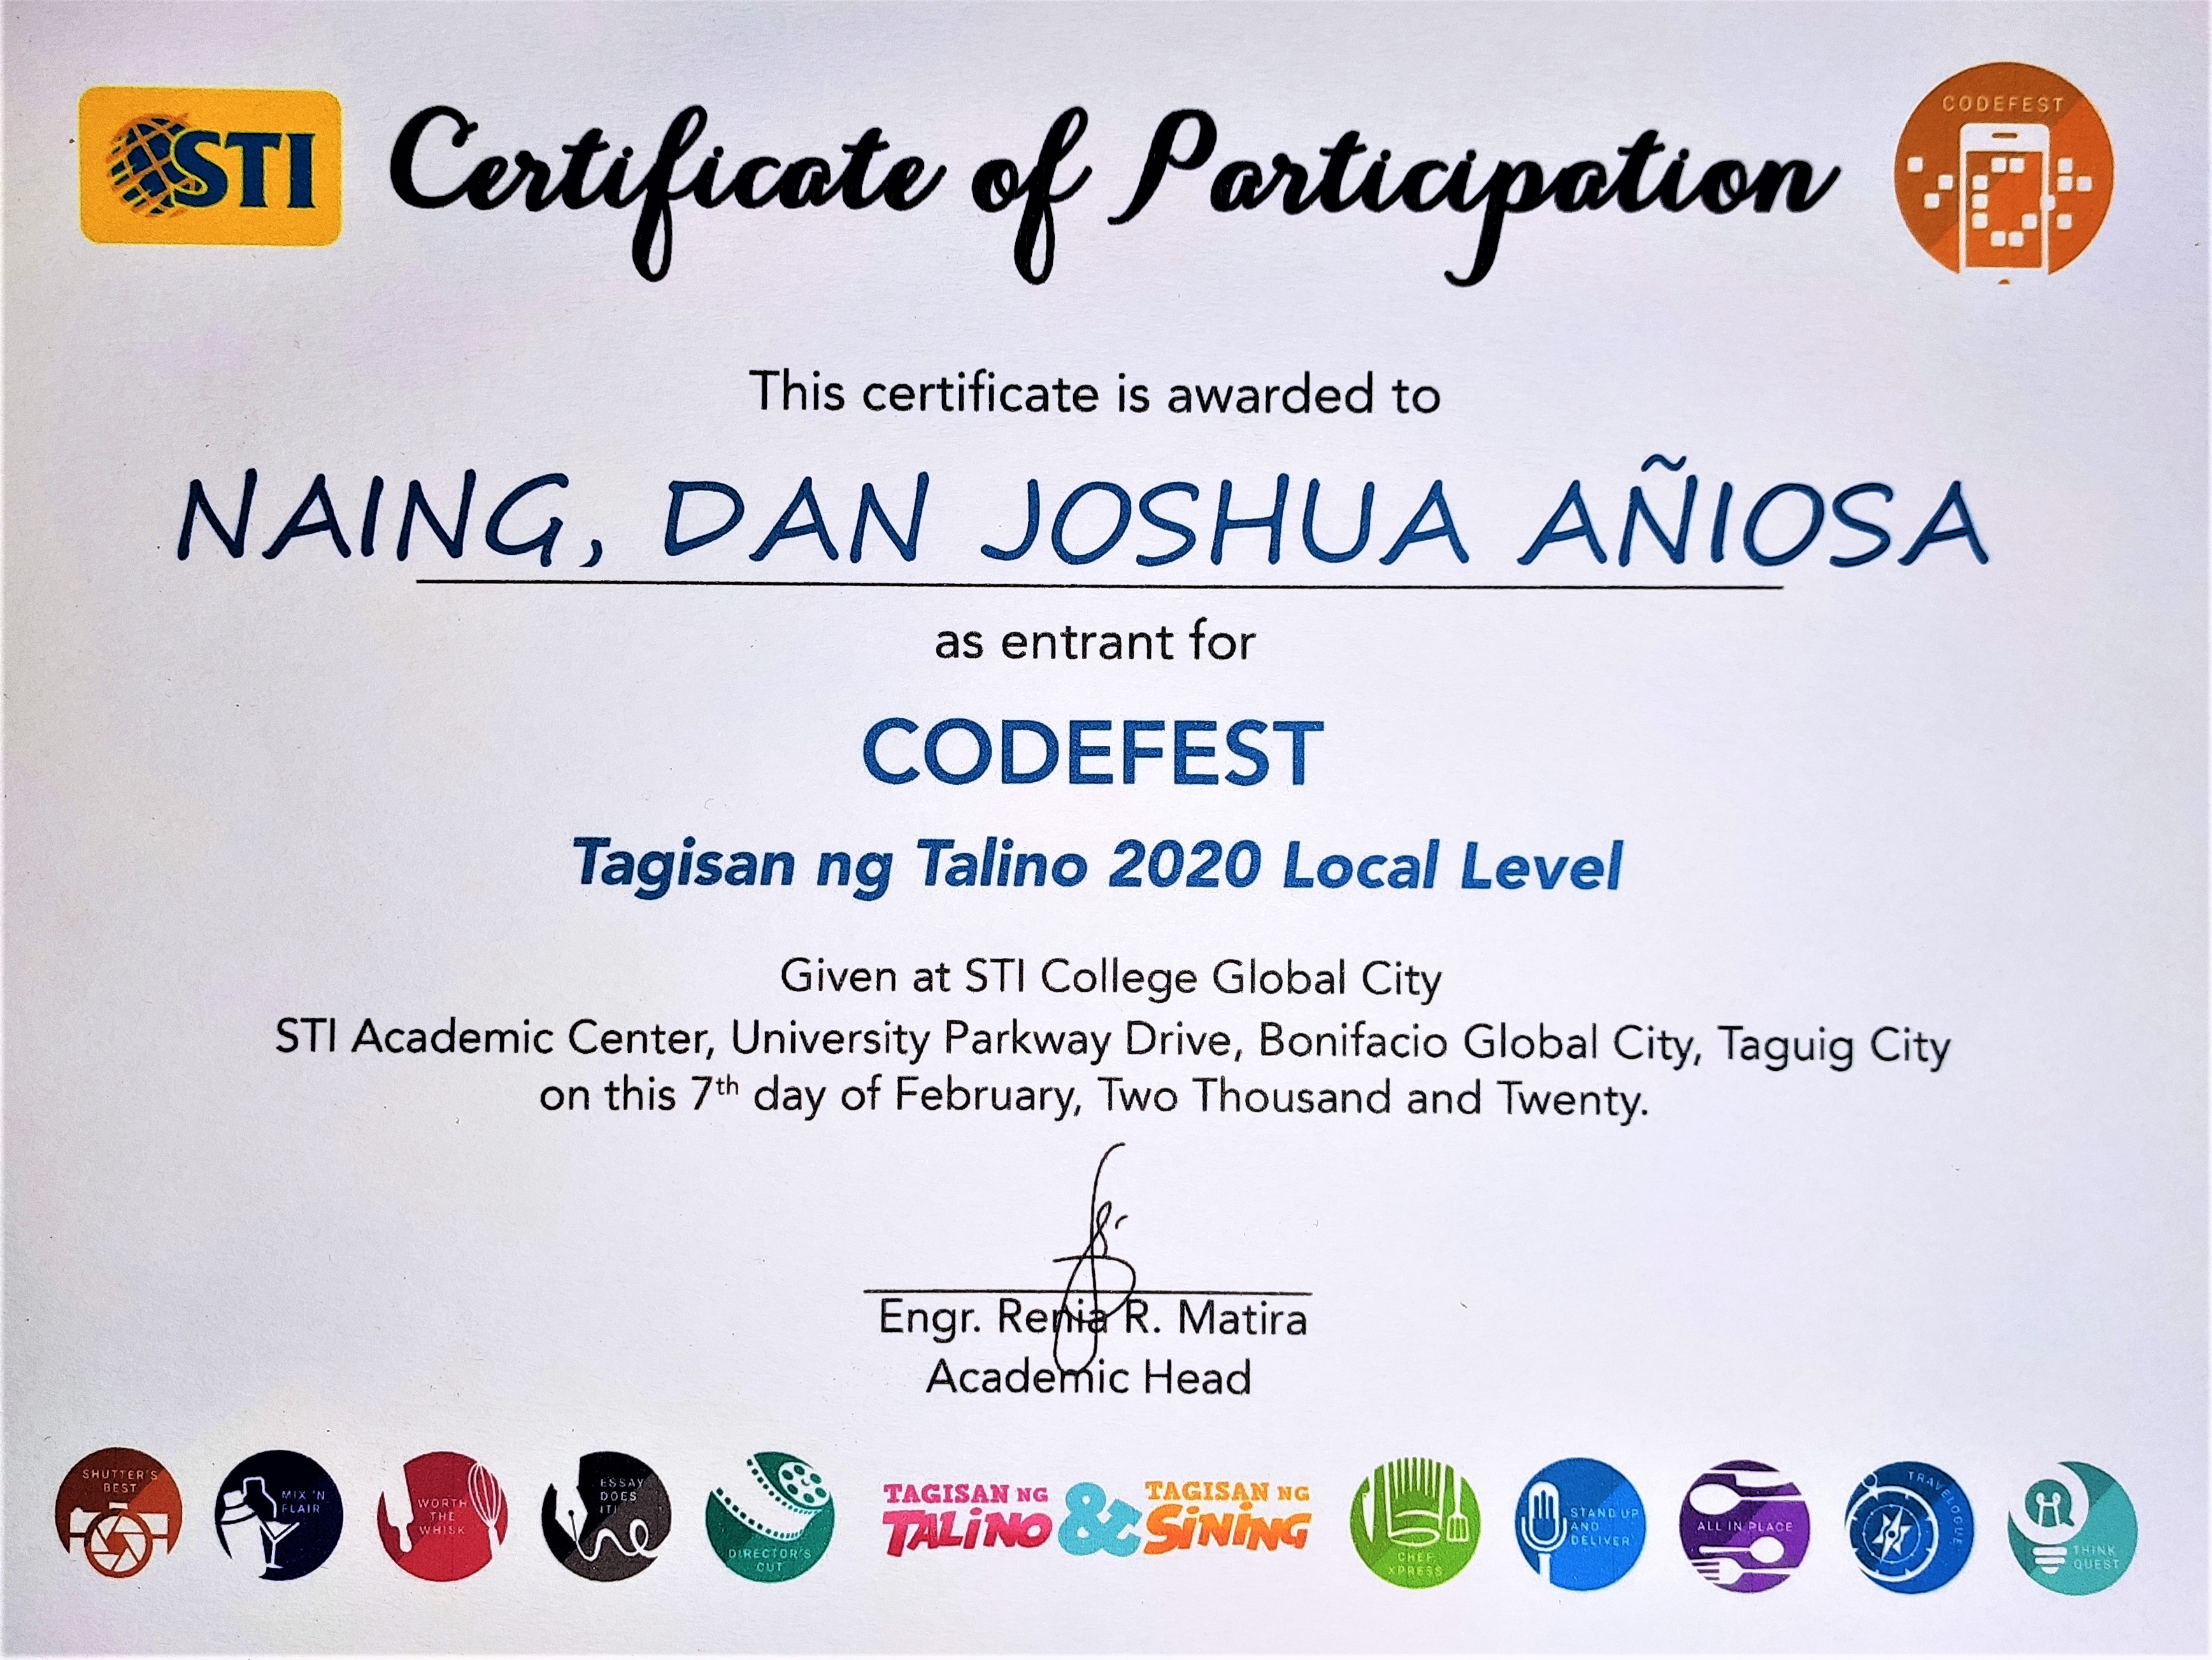 STI
Certificate of Participation
CODEFEST
This certificate is awarded to
NAING, DAN JOSHUA AÑIOSA
as entrant for
CODEFEST
Tagisan ng Talino 2020 Local Level
Given at STI College Global City
STI Academic Center, University Parkway Drive, Bonifacio Global City, Taguig City
on this 7th day of February, Two Thousand and Twenty.
Engr. Renia R. Matira
Academic Head
SHUTTER'S
BEST
MIX 'N
FLAIR
WORTH
THE
WHISK
ESSAY
DOES
IT!
DIRECTOR'S
CUT
TAGISAN NG
TALINO
&
TAGISAN NG
SINING
CHEF
XPRESS
STAND UP
AND
DELIVER
ALL IN PLACE
TRAVELOGUE
THINK
QUEST